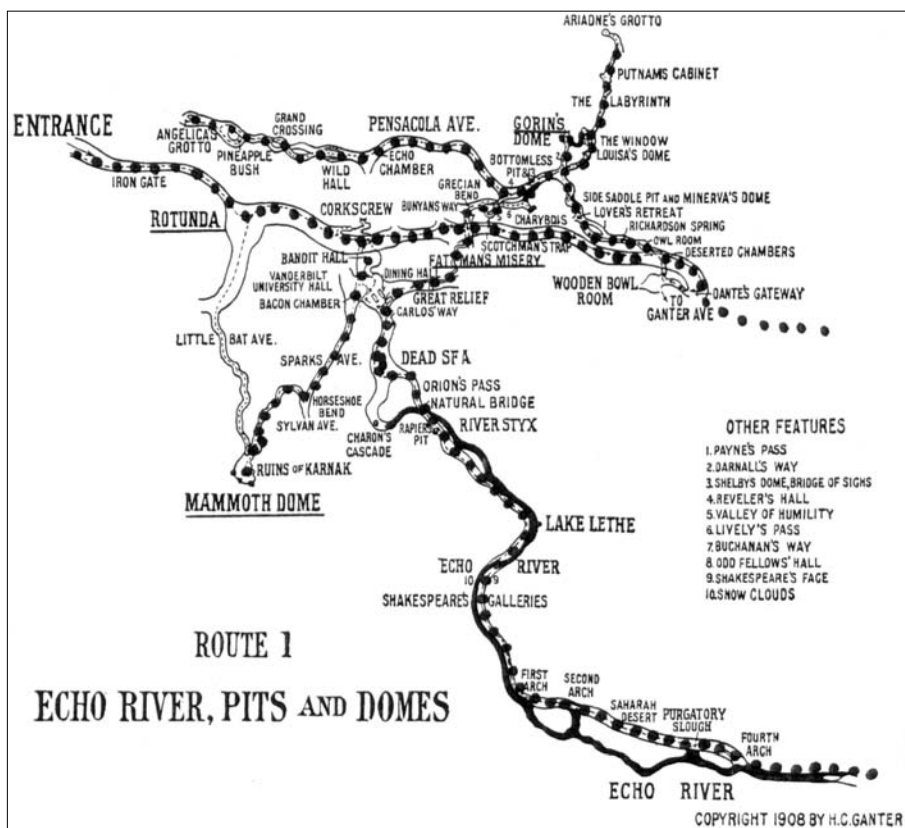 ARIADNE'S GROTTO
PUTNAM'S CABINET
THE LABYRINTH
ENTRANCE
ANGELICA'S
GROTTO
GRAND
CROSSING
PENSACOLA AVE.
GORIN'S
DOME
THE WINDOW
LOUISA'S DOME
PINEAPPLE
BUSH
WILD
HALL
ECHO
CHAMBER
BOTTOMLESS
PIT &
4
IRON GATE
GRECIAN
BEND
BUNYANS WAY
6
CHARYBDIS
SIDE SADDLE PIT AND MINERVA'S DOME
LOVER'S RETREAT
RICHARDSON SPRING
OWL ROOM
DESERTED CHAMBERS
ROTUNDA
CORKSCREW
SCOTCHMAN'S TRAP
BANDIT HALL
FAT MANS MISERY
VANDERBILT
UNIVERSITY HALL
DINING HALL
WOODEN BOWL
ROOM
DANTE'S GATEWAY
TO
GANTER AVE
BACON CHAMBER
GREAT RELIEF
CARLOS' WAY
LITTLE BAT AVE.
SPARKS AVE.
DEAD SEA
ORION'S PASS
NATURAL BRIDGE
HORSESHOE
BEND
SYLVAN AVE.
CHARON'S
CASCADE
RAPIERS
PIT
RIVER STYX
RUINS OF KARNAK
MAMMOTH DOME
LAKE LETHE
ECHO RIVER
10 9
SHAKESPEARE'S GALLERIES
OTHER FEATURES
1. PAYNE'S PASS
2. DARNALL'S WAY
3. SHELBYS DOME, BRIDGE OF SIGHS
4. REVELER'S HALL
5. VALLEY OF HUMILITY
6. LIVELY'S PASS
7. BUCHANAN'S WAY
8. ODD FELLOWS' HALL
9. SHAKESPEARE'S FACE
10. SNOW CLOUDS
ROUTE 1
ECHO RIVER, PITS AND DOMES
FIRST
ARCH
SECOND
ARCH
SAHARAH
DESERT
PURGATORY
SLOUGH
FOURTH
ARCH
ECHO RIVER
COPYRIGHT 1908 BY H.C. GANTER